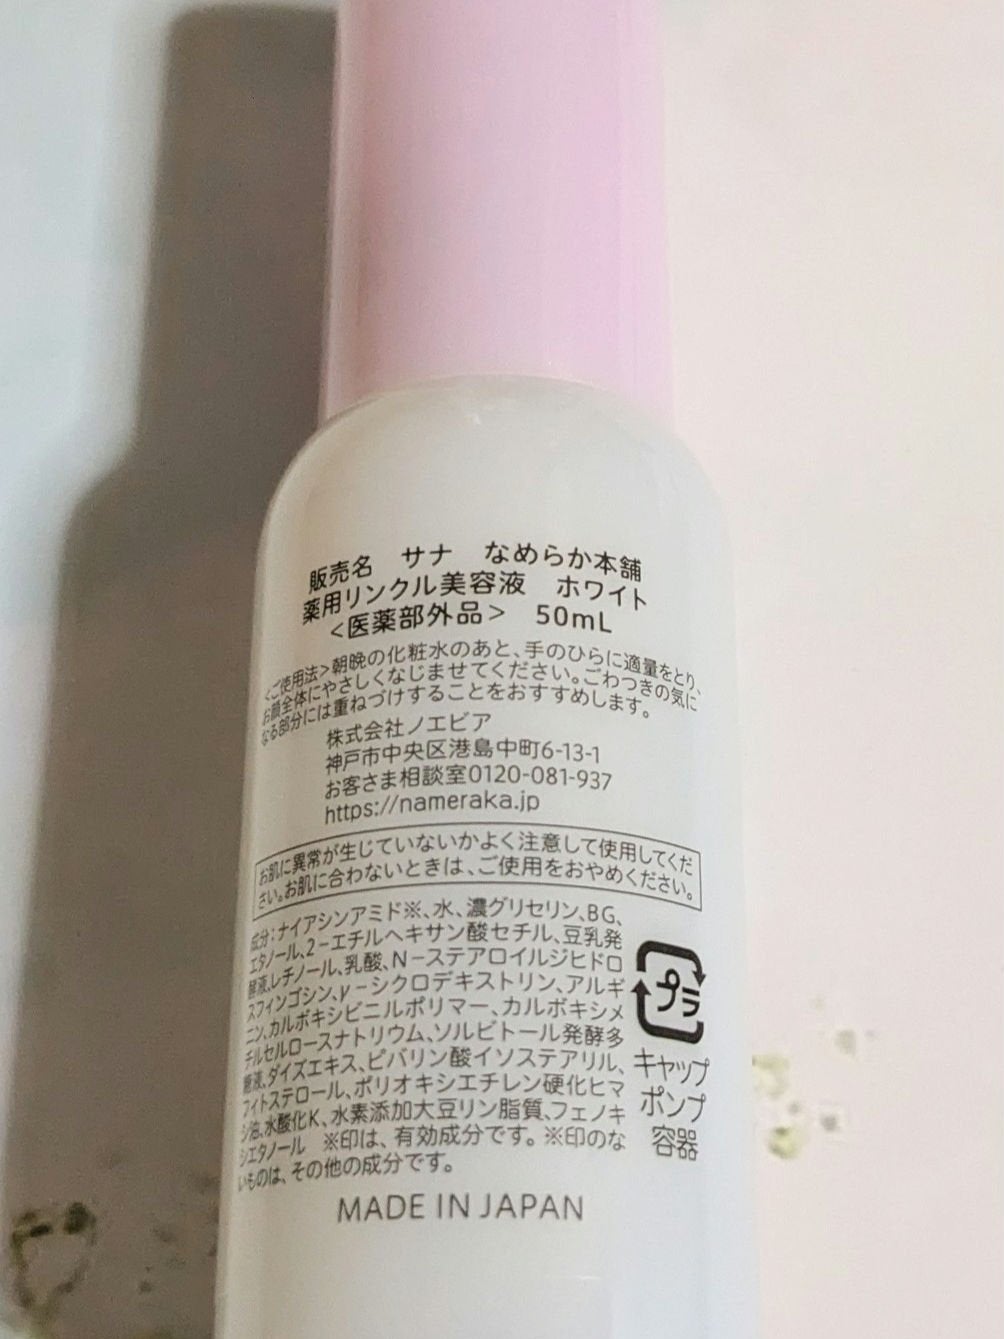 販売名　サナ　なめらか本舗
薬用リンクル美容液　ホワイト
<医薬部外品>　50mL
<ご使用法>朝晩の化粧水のあと、手のひらに適量をとり、
お顔全体にやさしくなじませてください。ごわつきの気に
なる部分には重ねづけすることをおすすめします。
株式会社ノエビア
神戸市中央区港島中町6-13-1
お客さま相談室0120-081-937
https://nameraka.jp
お肌に異常が生じていないかよく注意して使用してくだ
さい。お肌に合わないときは、ご使用をおやめください。
成分：ナイアシンアミド※、水、濃グリセリン、BG、
エタノール、2－エチルヘキサン酸セチル、豆乳発
酵液、レチノール、乳酸、N－ステアロイルジヒドロ
スフィンゴシン、γ－シクロデキストリン、アルギ
ニン、カルボキシビニルポリマー、カルボキシメ
チルセルロースナトリウム、ソルビトール発酵多
糖液、ダイズエキス、ピバリン酸イソステアリル、
フィトステロール、ポリオキシエチレン硬化ヒマ
シ油、水酸化K、水素添加大豆リン脂質、フェノキ
シエタノール　※印は、有効成分です。※印のな
いものは、その他の成分です。
プラ
キャップ
ポンプ
容器
MADE IN JAPAN